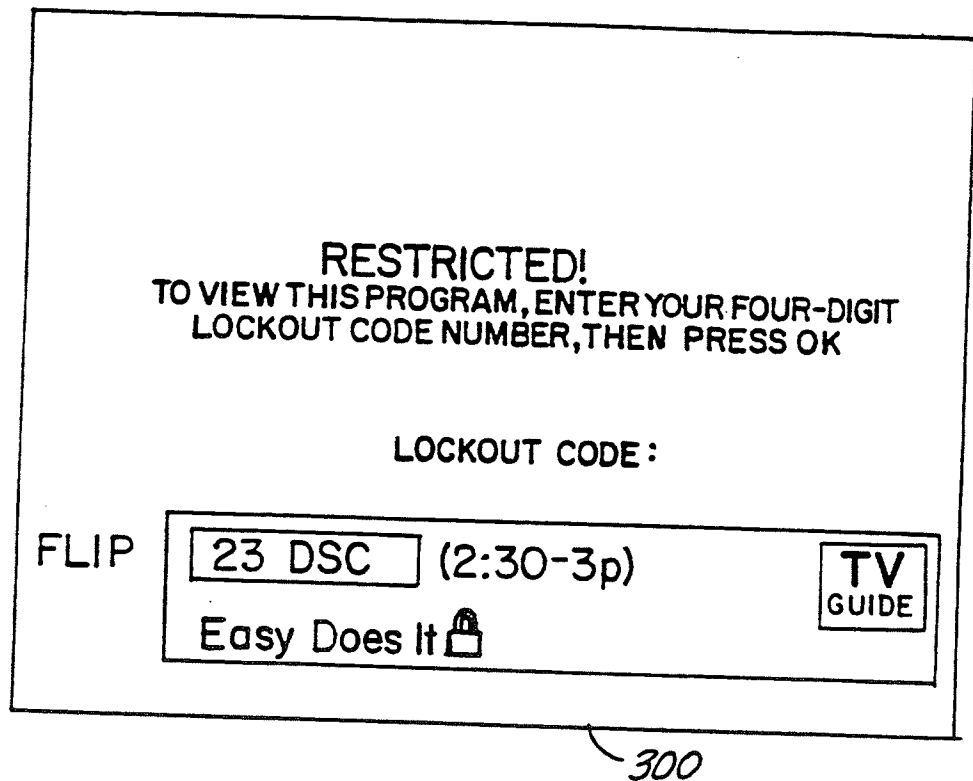 RESTRICTED!
TO VIEW THIS PROGRAM, ENTER YOUR FOUR-DIGIT
LOCKOUT CODE NUMBER, THEN PRESS OK
LOCKOUT CODE:
FLIP
23 DSC (2:30-3p)
TV
GUIDE
Easy Does It
300